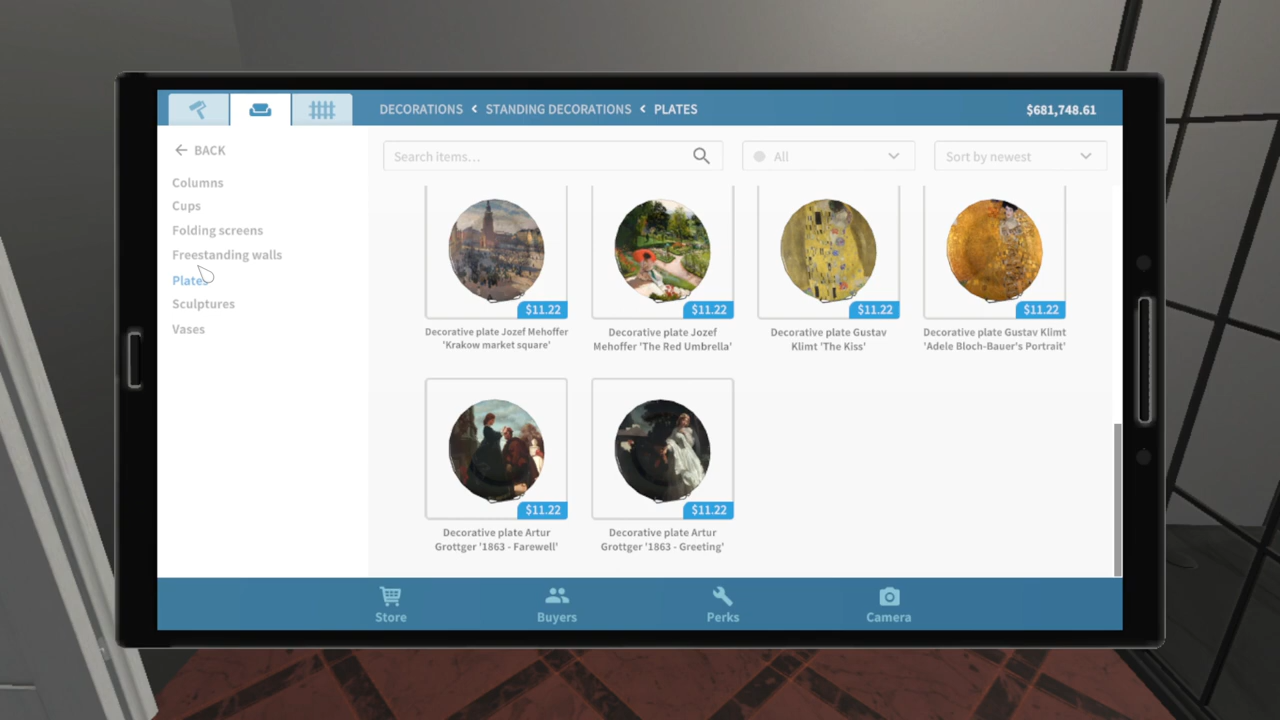 DECORATIONS < STANDING DECORATIONS < PLATES
$681,748.61
BACK
Search items...
All
Sort by newest
Columns
Cups
Folding screens
Freestanding walls
Plates
Sculptures
Vases
$11.22
$11.22
$11.22
$11.22
Decorative plate Jozef Mehoffer
'Krakow market square'
Decorative plate Jozef
Mehoffer 'The Red Umbrella'
Decorative plate Gustav
Klimt 'The Kiss'
Decorative plate Gustav Klimt
'Adele Bloch-Bauer's Portrait'
$11.22
$11.22
Decorative plate Artur
Grottger '1863 - Farewell'
Decorative plate Artur
Grottger '1863 - Greeting'
Store
Buyers
Perks
Camera